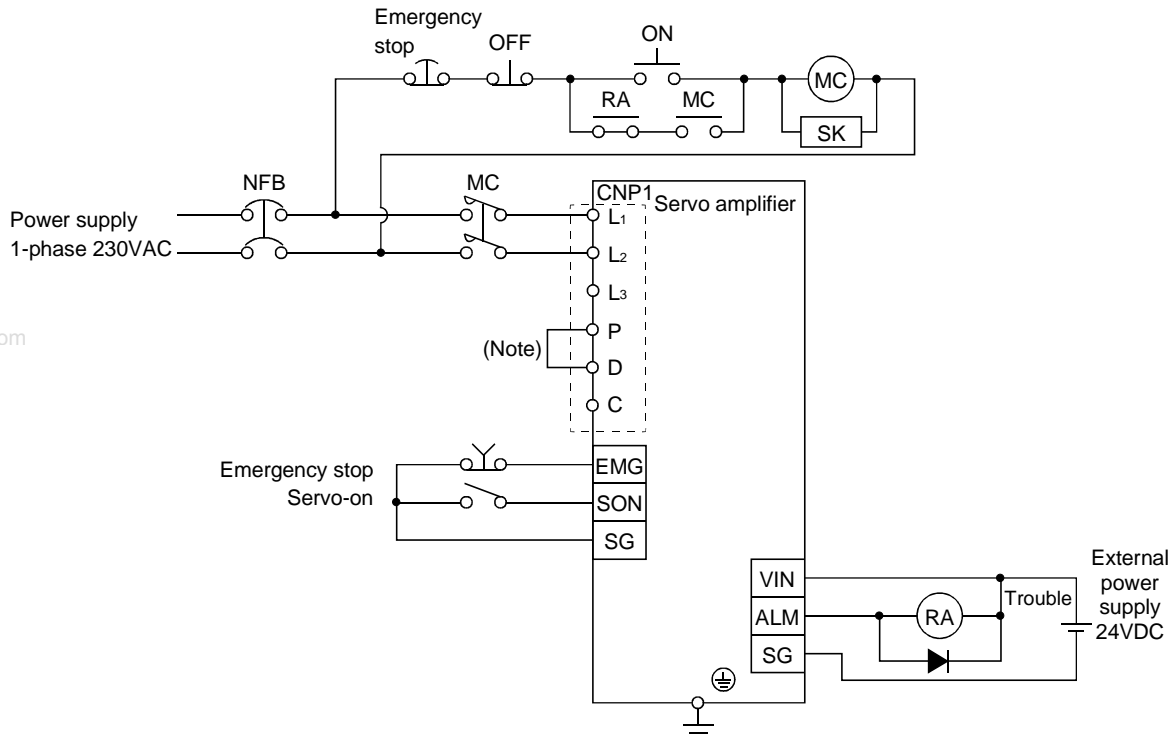 Emergency
stop
OFF
ON
RA
MC
MC
SK
NFB
MC
CNP1
Servo amplifier
Power supply
1-phase 230VAC
L1
L2
L3
om
(Note)
P
D
C
Emergency stop
Servo-on
EMG
SON
SG
VIN
ALM
SG
RA
Trouble
External
power
supply
24VDC